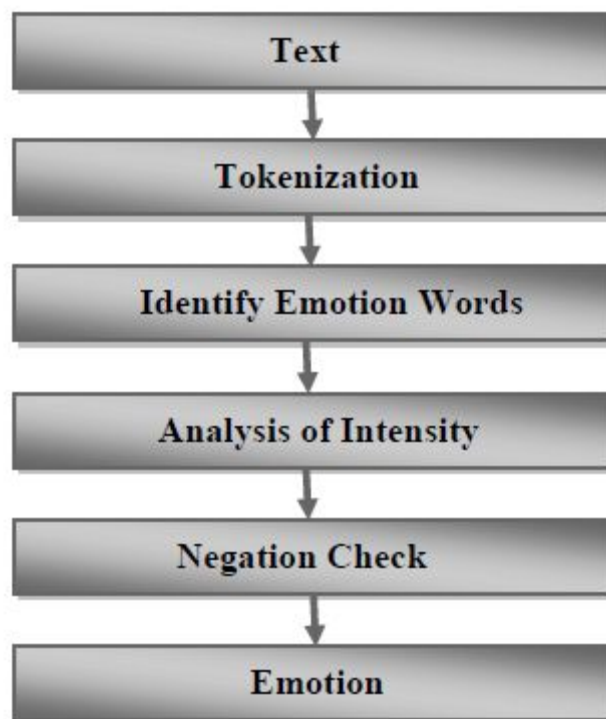 Text
Tokenization
Identify Emotion Words
Analysis of Intensity
Negation Check
Emotion